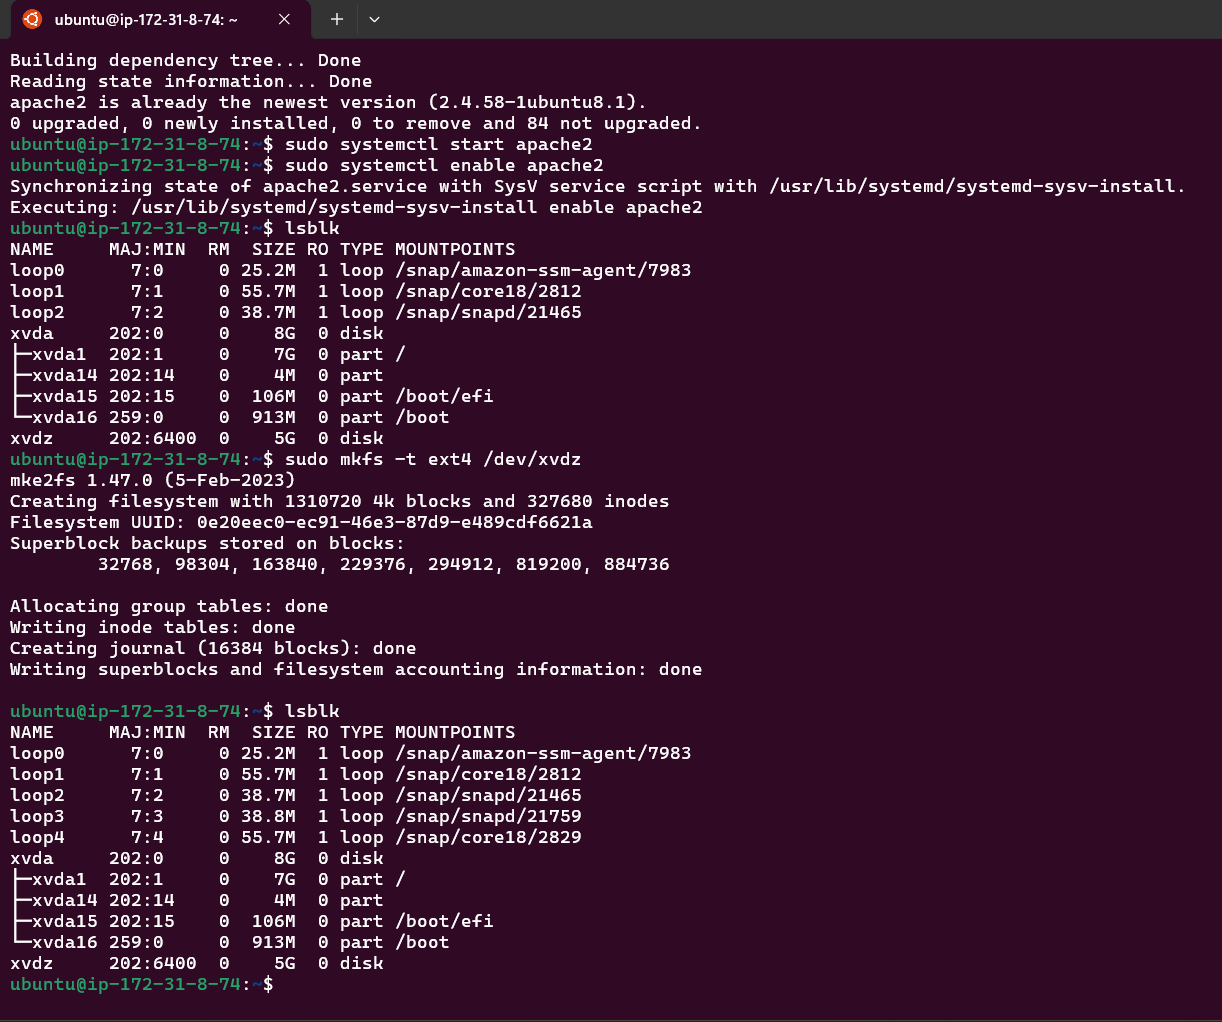 ubuntu@ip-172-31-8-74: ~
Building dependency tree... Done
Reading state information... Done
apache2 is already the newest version (2.4.58-1ubuntu8.1).
0 upgraded, 0 newly installed, 0 to remove and 84 not upgraded.
ubuntu@ip-172-31-8-74:~$ sudo systemctl start apache2
ubuntu@ip-172-31-8-74:~$ sudo systemctl enable apache2
Synchronizing state of apache2.service with SysV service script with /usr/lib/systemd/systemd-sysv-install.
Executing: /usr/lib/systemd/systemd-sysv-install enable apache2
ubuntu@ip-172-31-8-74:~$ lsblk
NAME     MAJ:MIN  RM  SIZE RO TYPE MOUNTPOINTS
loop0      7:0     0 25.2M  1 loop /snap/amazon-ssm-agent/7983
loop1      7:1     0 55.7M  1 loop /snap/core18/2812
loop2      7:2     0 38.7M  1 loop /snap/snapd/21465
xvda     202:0     0    8G  0 disk
├─xvda1  202:1     0    7G  0 part /
├─xvda14 202:14    0    4M  0 part
├─xvda15 202:15    0  106M  0 part /boot/efi
└─xvda16 259:0     0  913M  0 part /boot
xvdz     202:6400  0    5G  0 disk
ubuntu@ip-172-31-8-74:~$ sudo mkfs -t ext4 /dev/xvdz
mke2fs 1.47.0 (5-Feb-2023)
Creating filesystem with 1310720 4k blocks and 327680 inodes
Filesystem UUID: 0e20eec0-ec91-46e3-87d9-e489cdf6621a
Superblock backups stored on blocks:
        32768, 98304, 163840, 229376, 294912, 819200, 884736
Allocating group tables: done
Writing inode tables: done
Creating journal (16384 blocks): done
Writing superblocks and filesystem accounting information: done
ubuntu@ip-172-31-8-74:~$ lsblk
NAME     MAJ:MIN  RM  SIZE RO TYPE MOUNTPOINTS
loop0      7:0     0 25.2M  1 loop /snap/amazon-ssm-agent/7983
loop1      7:1     0 55.7M  1 loop /snap/core18/2812
loop2      7:2     0 38.7M  1 loop /snap/snapd/21465
loop3      7:3     0 38.8M  1 loop /snap/snapd/21759
loop4      7:4     0 55.7M  1 loop /snap/core18/2829
xvda     202:0     0    8G  0 disk
├─xvda1  202:1     0    7G  0 part /
├─xvda14 202:14    0    4M  0 part
├─xvda15 202:15    0  106M  0 part /boot/efi
└─xvda16 259:0     0  913M  0 part /boot
xvdz     202:6400  0    5G  0 disk
ubuntu@ip-172-31-8-74:~$